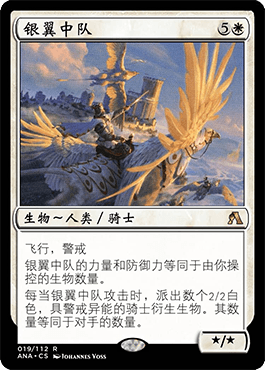 银翼中队 5
生物～人类／骑士
飞行，警戒
银翼中队的力量和防御力等同于由你操
控的生物数量。
每当银翼中队攻击时，派出数个2/2白
色，具警戒异能的骑士衍生生物。其数
量等同于对手的数量。
★/★
019/112 R
ANA • CS Johannes Voss